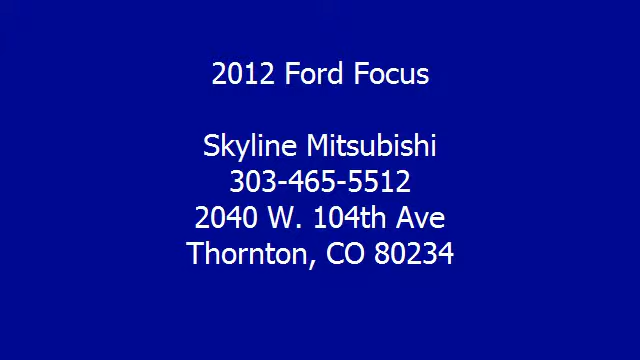 2012 Ford Focus
Skyline Mitsubishi
303-465-5512
2040 W. 104th Ave
Thornton, CO 80234